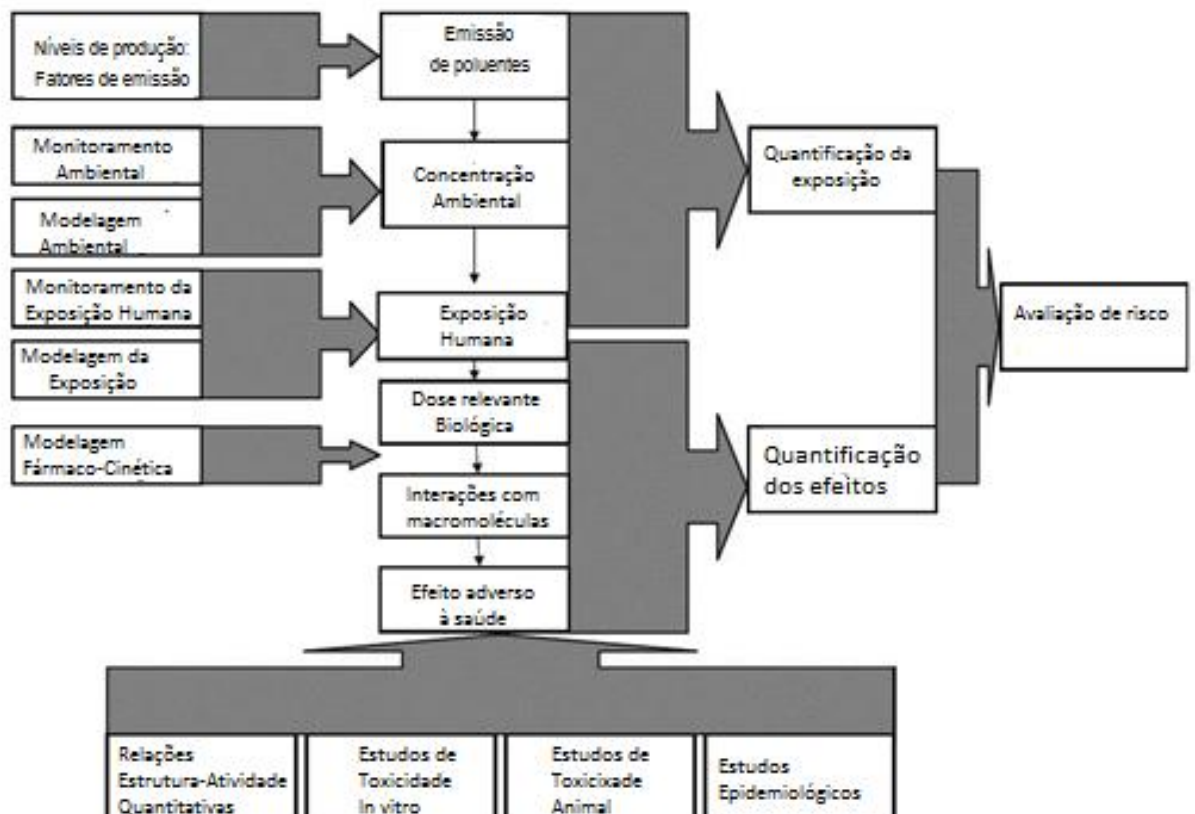 Níveis de produção:
Fatores de emissão
Emissão
de poluentes
Monitoramento
Ambiental
Modelagem
Ambiental
Concentração
Ambiental
Quantificação da
exposição
Monitoramento da
Exposição Humana
Modelagem da
Exposição
Exposição
Humana
Avaliação de risco
Dose relevante
Biológica
Modelagem
Fármaco-Cinética
Quantificação
dos efeitos
Interações com
macromoléculas
Efeito adverso
à saúde
Relações
Estrutura-Atividade
Quantitativas
Estudos de
Toxicidade
In vitro
Estudos de
Toxicixade
Animal
Estudos
Epidemiológicos